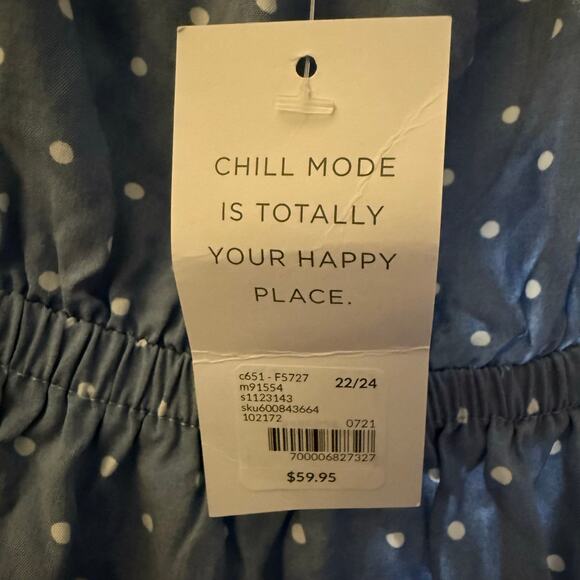 CHILL MODE
IS TOTALLY
YOUR HAPPY
PLACE.
c651 - F5727
m91554
22/24
s1123143
sku600843664
102172
0721
700006827327
$59.95